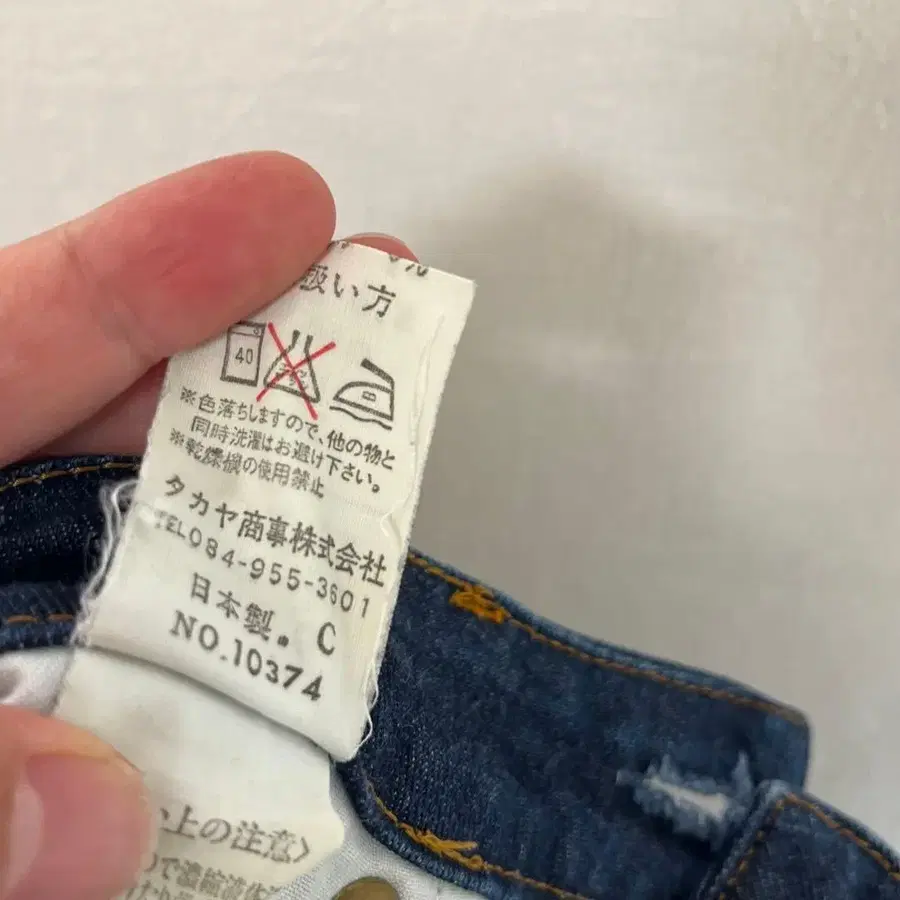 扱い方
40
※色落ちしますので、他の物と
同時洗濯はお避け下さい。
※乾燥機の使用禁止
タカヤ商事株式会社
TEL084-955-3601
日本製。C
NO.10374
上の注意〉